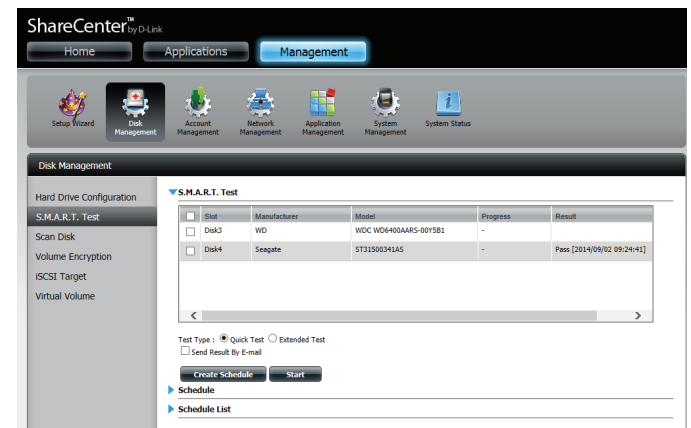 ShareCenter™ by D-Link
Home Applications Management
Setup Wizard Disk Management Account Management Network Management Application Management System Management System Status
Disk Management
Hard Drive Configuration
S.M.A.R.T. Test
Scan Disk
Volume Encryption
iSCSI Target
Virtual Volume
S.M.A.R.T. Test
Slot Manufacturer Model Progress Result
Disk3 WD WDC WD6400AARS-00Y5B1 -
Disk4 Seagate ST31500341AS - Pass [2014/09/02 09:24:41]
Test Type : Quick Test Extended Test
Send Result By E-mail
Create Schedule Start
Schedule
Schedule List